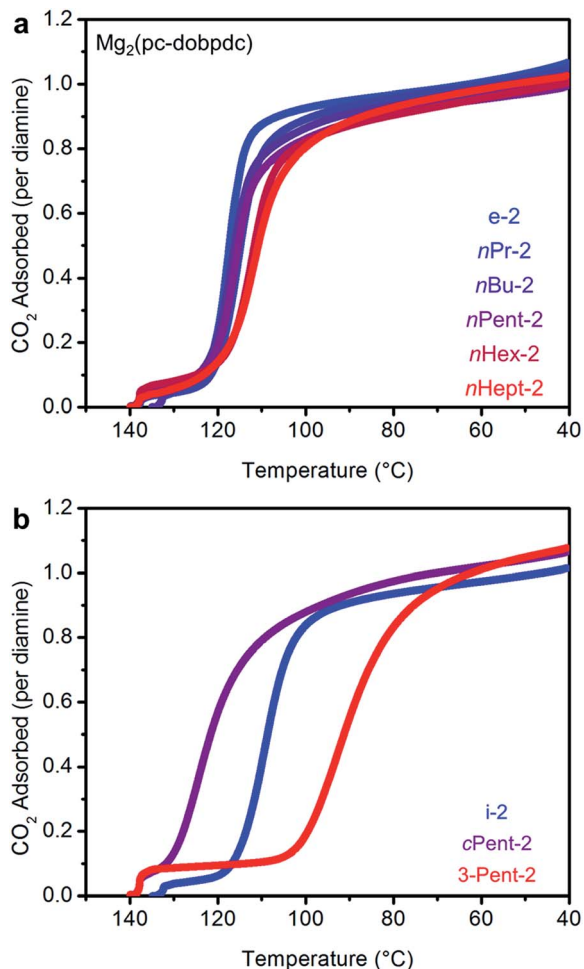 a
Mg₂(pc-dobpdc)
CO₂ Adsorbed (per diamine)
1.2
1.0
0.8
0.6
0.4
0.2
0.0
e-2
nPr-2
nBu-2
nPent-2
nHex-2
nHept-2
140 120 100 80 60 40
Temperature (°C)
b
CO₂ Adsorbed (per diamine)
1.2
1.0
0.8
0.6
0.4
0.2
0.0
i-2
cPent-2
3-Pent-2
140 120 100 80 60 40
Temperature (°C)